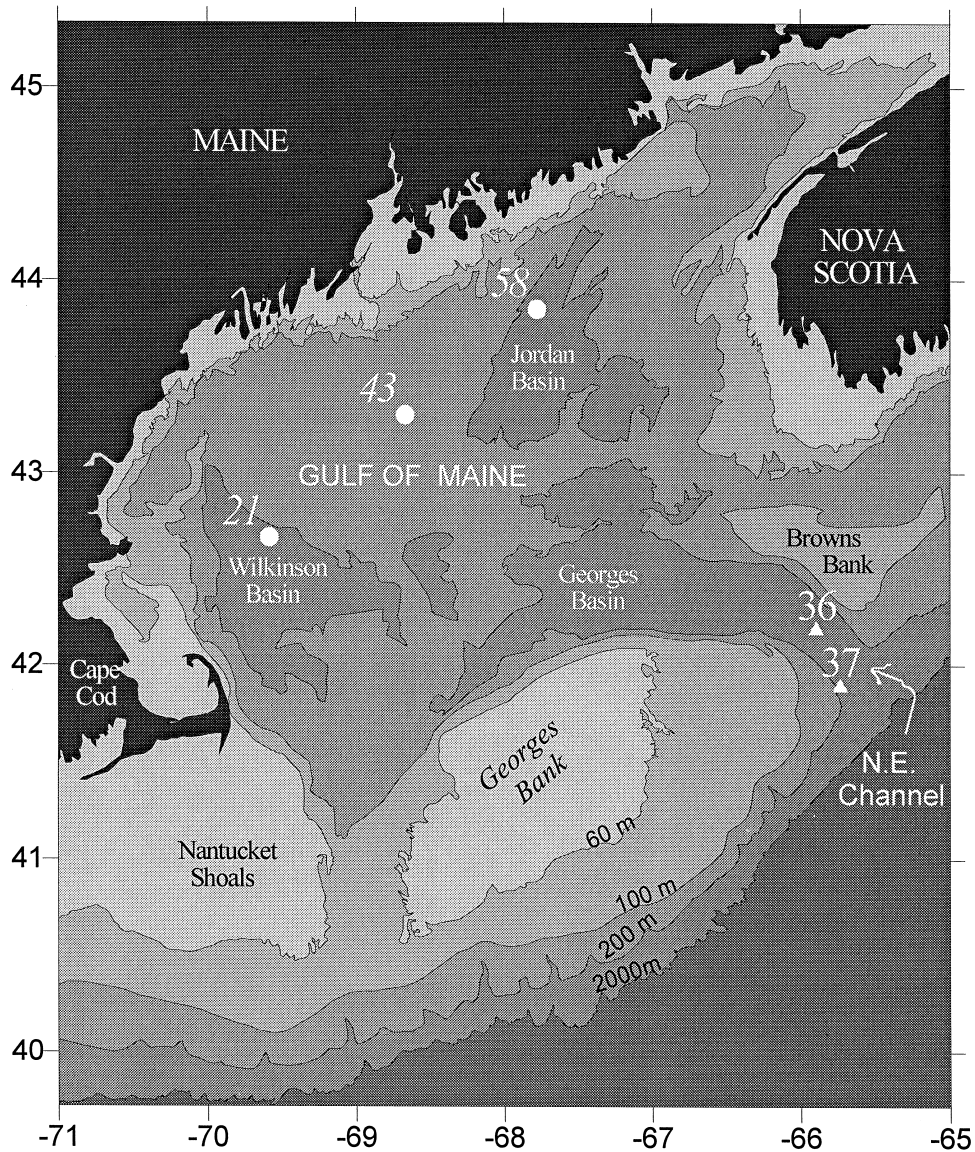 45
MAINE
NOVA
SCOTIA
44
58
Jordan
Basin
43
43
GULF OF MAINE
21
Wilkinson
Basin
Georges
Basin
Browns
Bank
36
42
Cape
Cod
37
Georges
Bank
N.E.
Channel
60 m
41
Nantucket
Shoals
100 m
200 m
2000m
40
-71
-70
-69
-68
-67
-66
-65